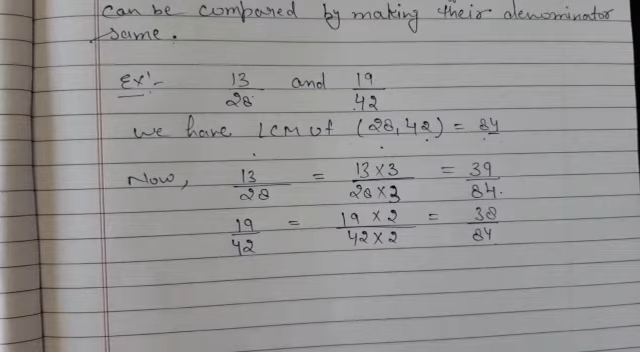 can be compared by making their denominator
same.
Ex:- 13/28 and 19/42
We have LCM of (28,42) = 84
Now, 13/28 = 13×3/28×3 = 39/84.
19/42 = 19×2/42×2 = 38/84